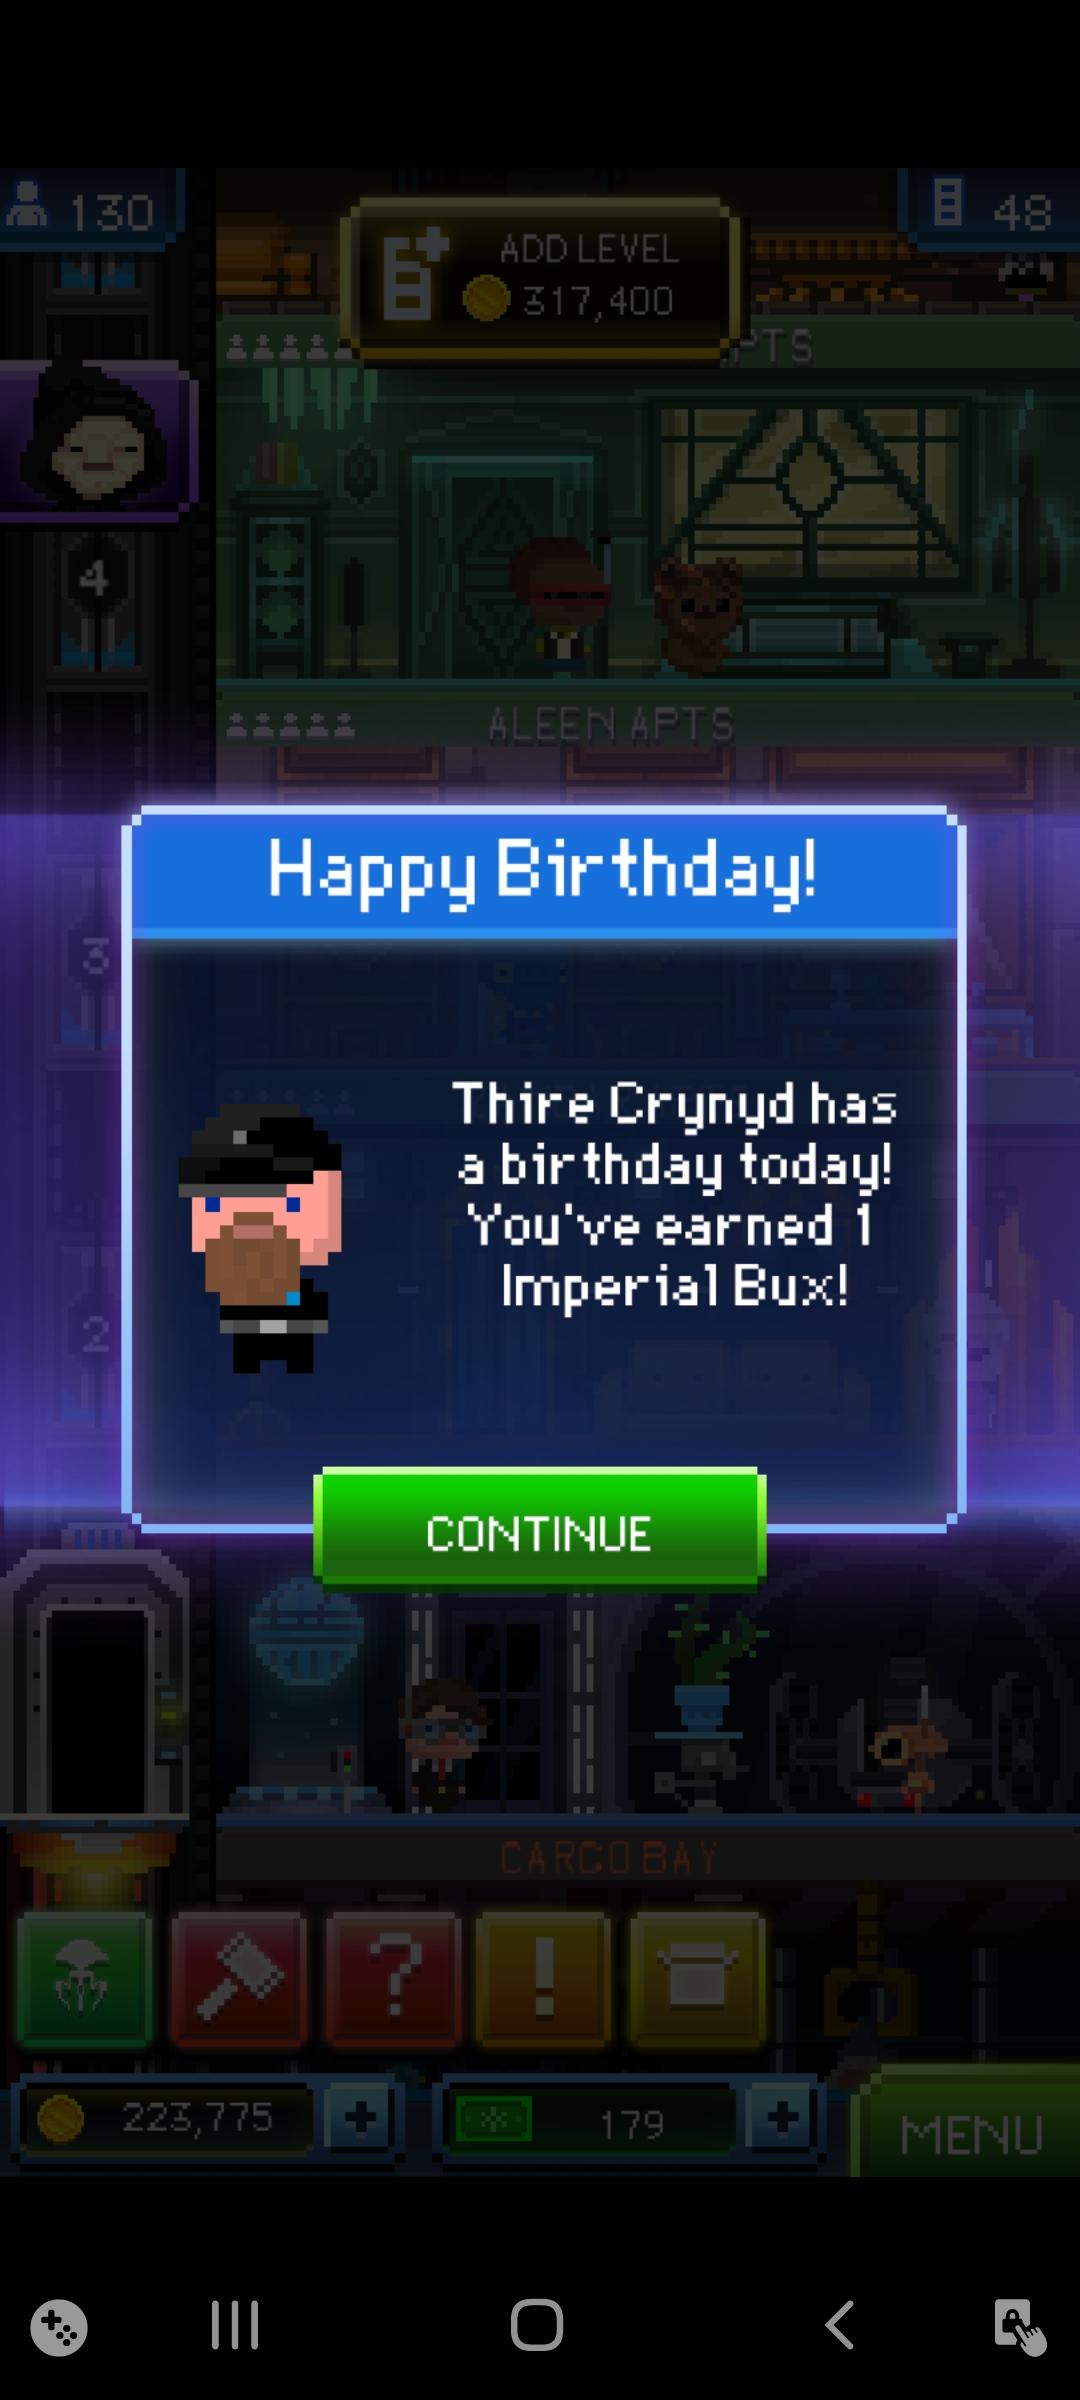 130
ADD LEVEL
317,400
48
PTS
4
ALEEN APTS
Happy Birthday!
3
Thire Crynyd has
a birthday today!
You've earned 1
Imperial Bux!
2
CONTINUE
CARGO BAY
?
!
223,775
+
179
+
MENU